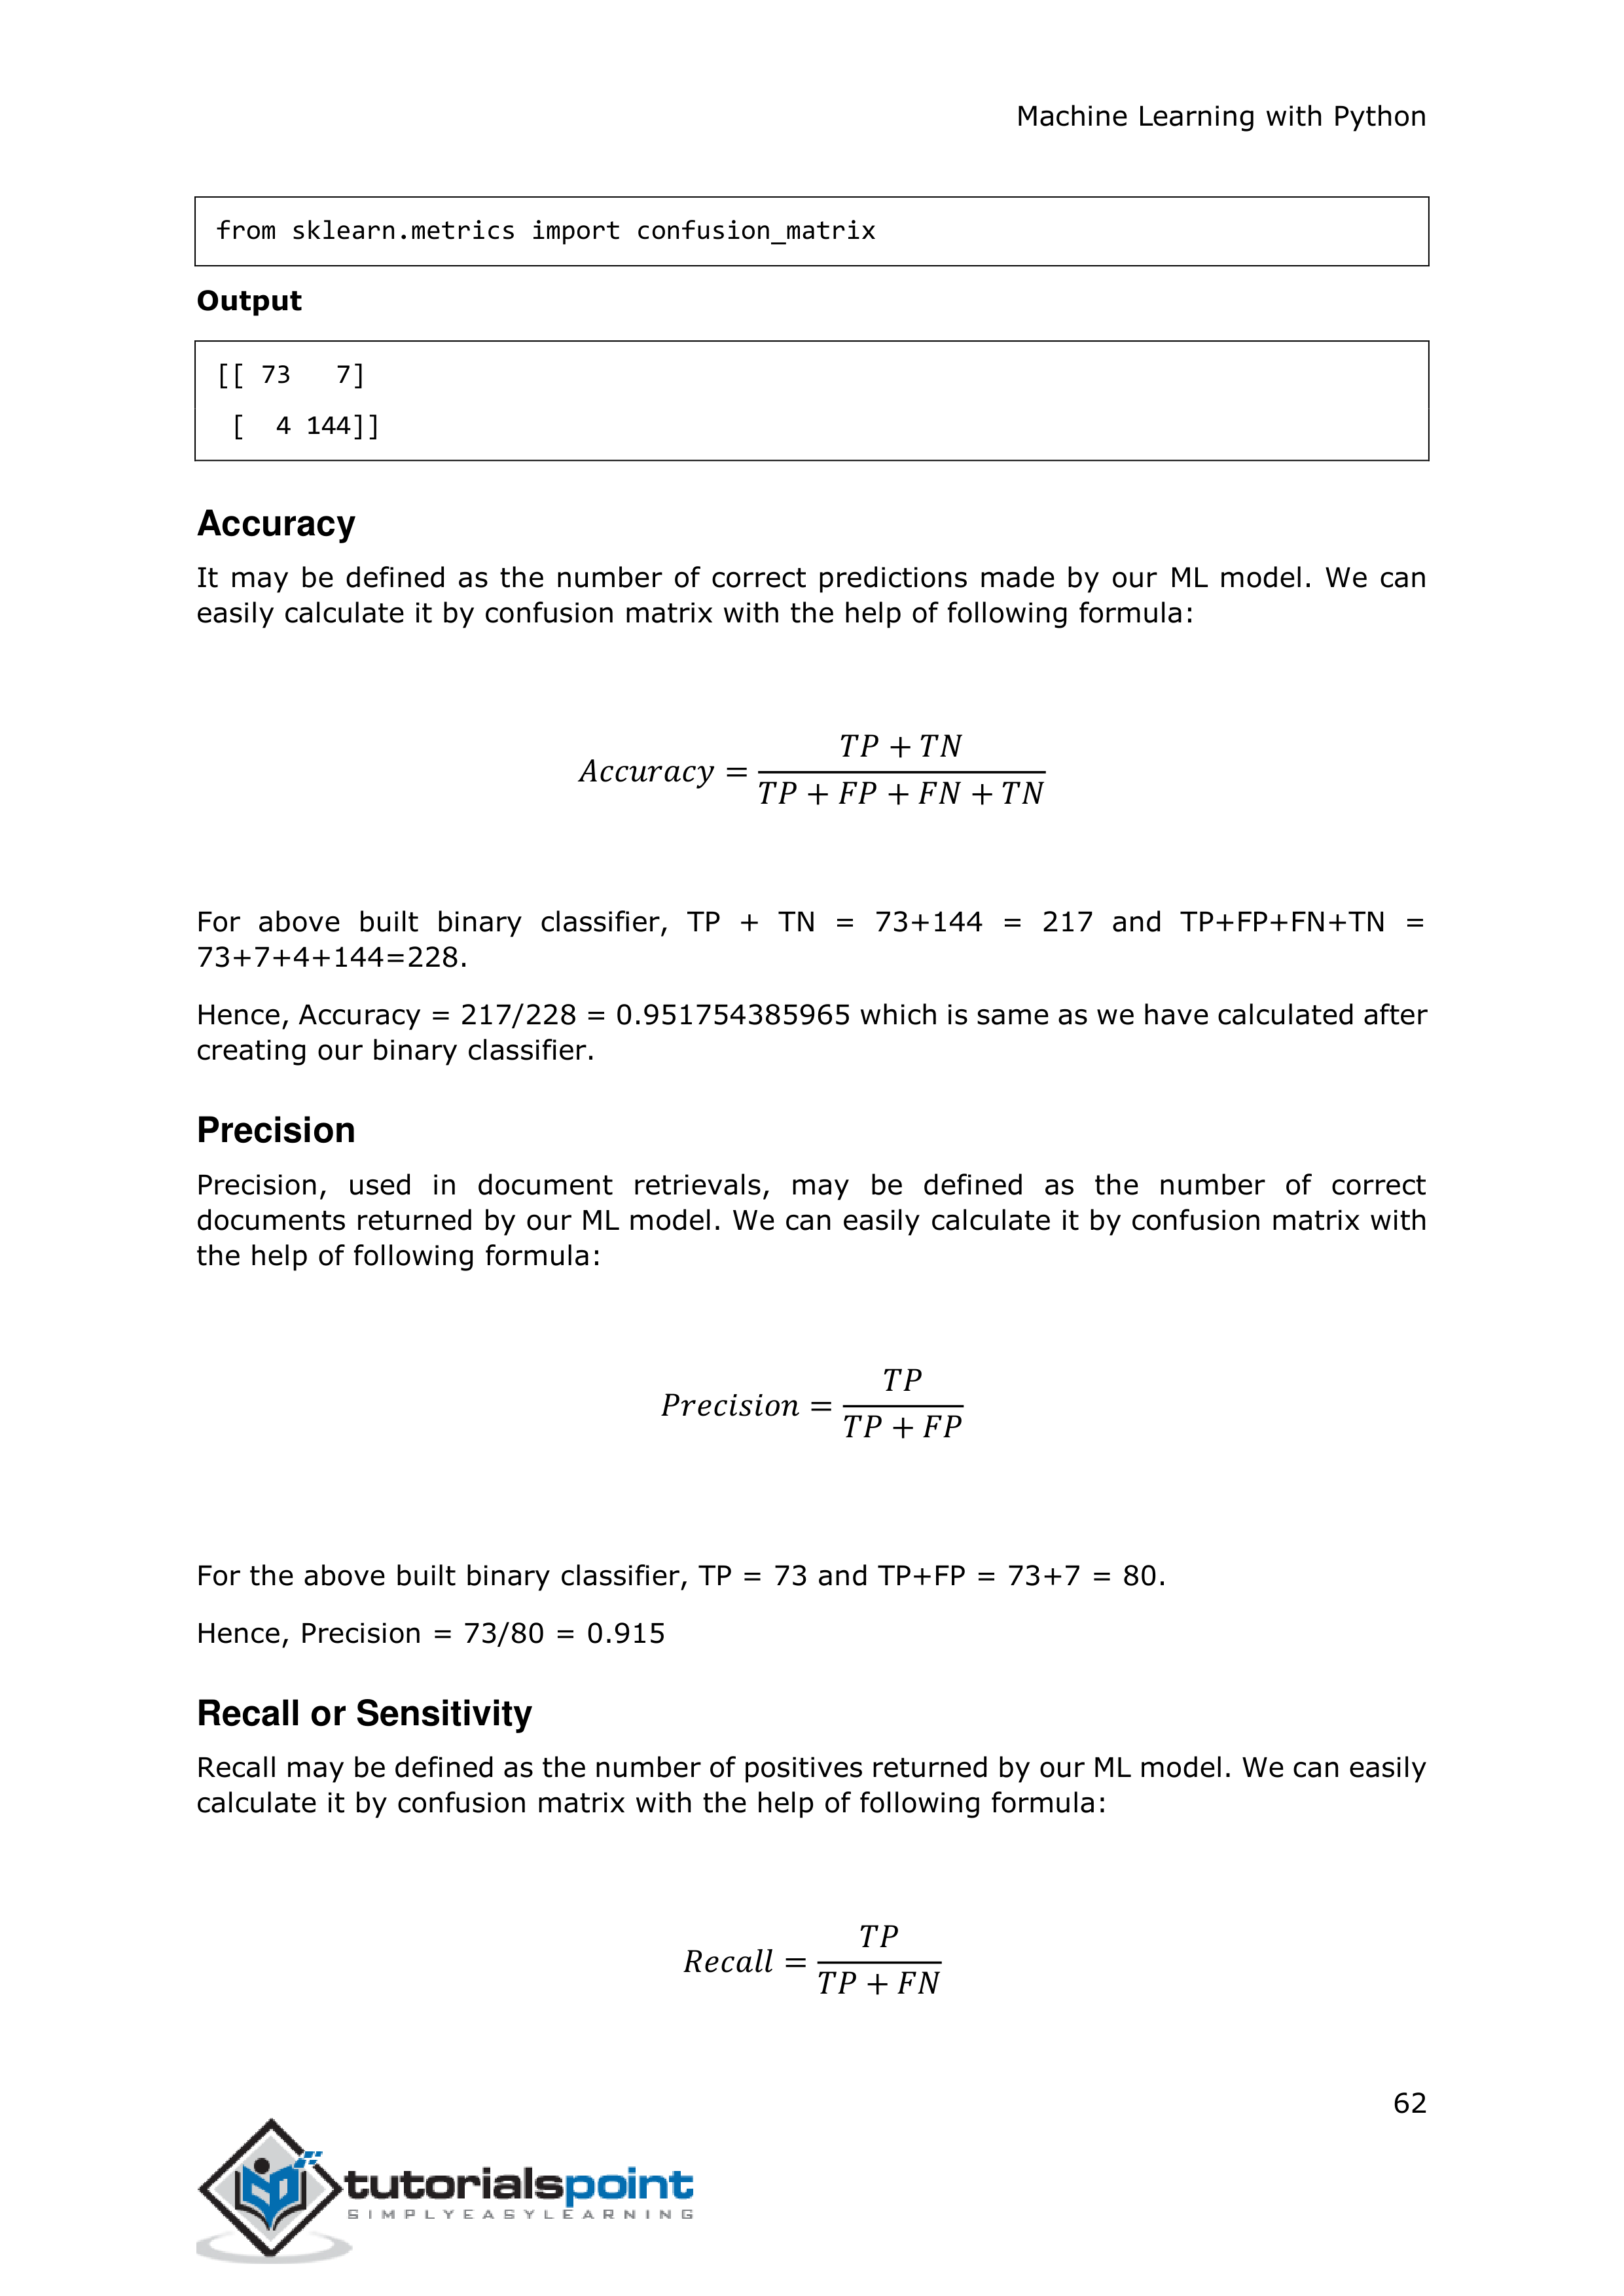 Machine Learning with Python
from sklearn.metrics import confusion_matrix
Output
[[ 73   7]
 [  4 144]]
Accuracy
It may be defined as the number of correct predictions made by our ML model. We can
easily calculate it by confusion matrix with the help of following formula:
Accuracy = TP + TN / TP + FP + FN + TN
For above built binary classifier, TP + TN = 73+144 = 217 and TP+FP+FN+TN =
73+7+4+144=228.
Hence, Accuracy = 217/228 = 0.951754385965 which is same as we have calculated after
creating our binary classifier.
Precision
Precision, used in document retrievals, may be defined as the number of correct
documents returned by our ML model. We can easily calculate it by confusion matrix with
the help of following formula:
Precision = TP / TP + FP
For the above built binary classifier, TP = 73 and TP+FP = 73+7 = 80.
Hence, Precision = 73/80 = 0.915
Recall or Sensitivity
Recall may be defined as the number of positives returned by our ML model. We can easily
calculate it by confusion matrix with the help of following formula:
Recall = TP / TP + FN
62
tutorialspoint
SIMPLYEASYLEARNING